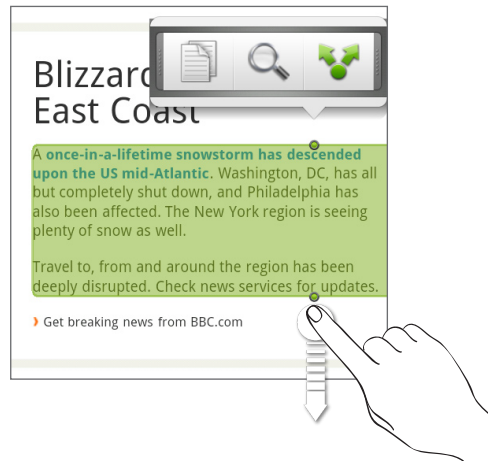 Blizzard
East Coast
A once-in-a-lifetime snowstorm has descended
upon the US mid-Atlantic. Washington, DC, has all
but completely shut down, and Philadelphia has
also been affected. The New York region is seeing
plenty of snow as well.
Travel to, from and around the region has been
deeply disrupted. Check news services for updates.
Get breaking news from BBC.com